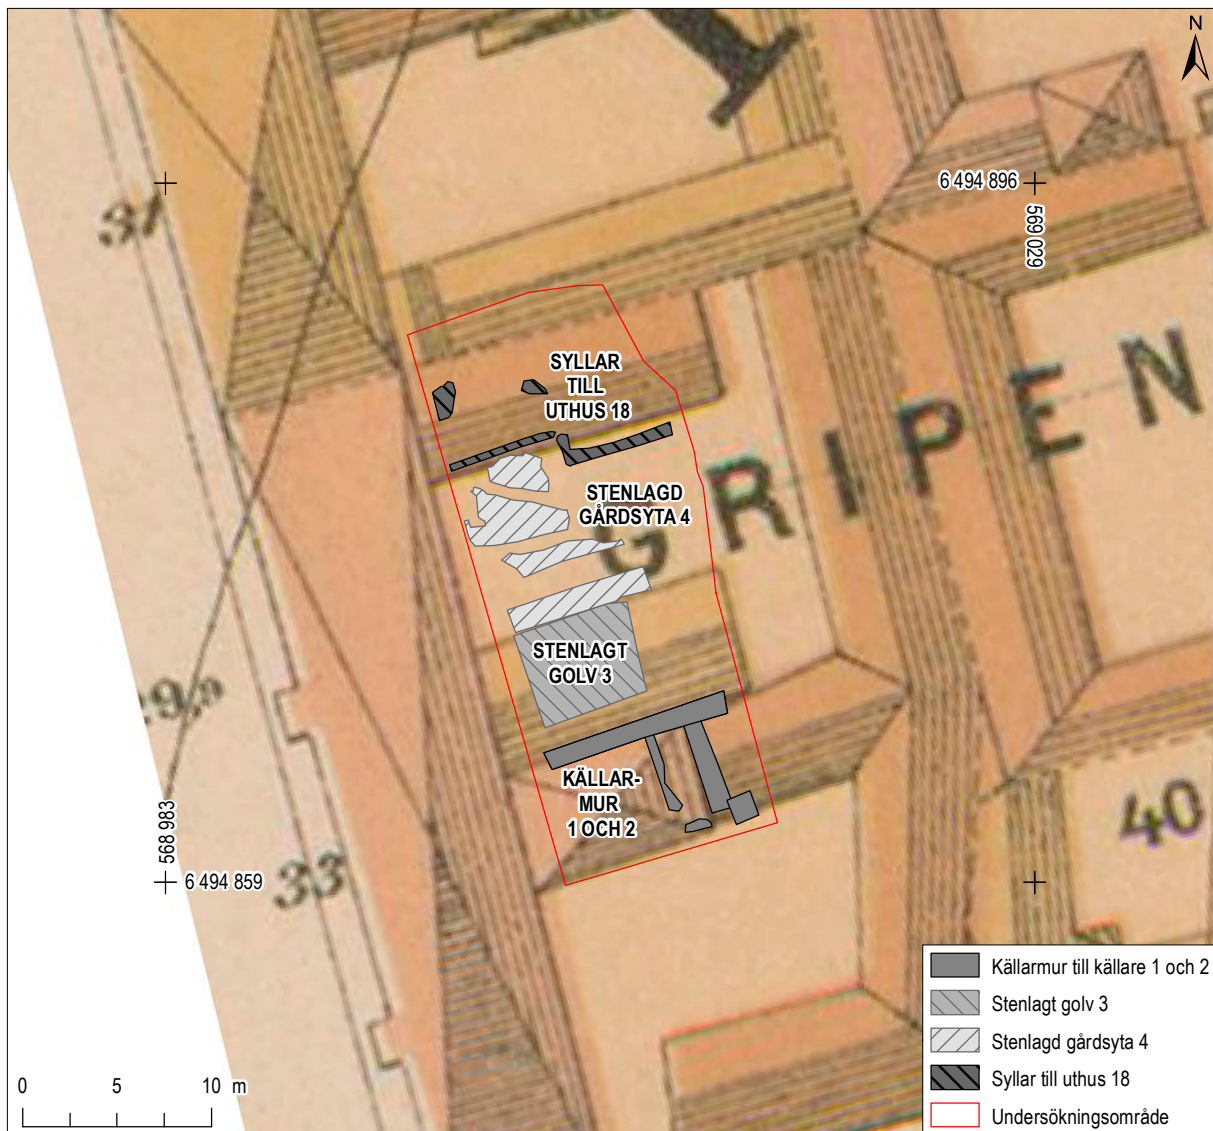 N
37
6 494 896
569 029
SYLLAR
TILL
UTHUS 18
GRIPEN
STENLAGD
GÅRDSYTA 4
STENLAGT
GOLV 3
KÄLLAR-
MUR
1 OCH 2
40
568 983
6 494 859
33
Källarmur till källare 1 och 2
Stenlagt golv 3
Stenlagd gårdsyta 4
Syllar till uthus 18
Undersökningsområde
0 5 10 m